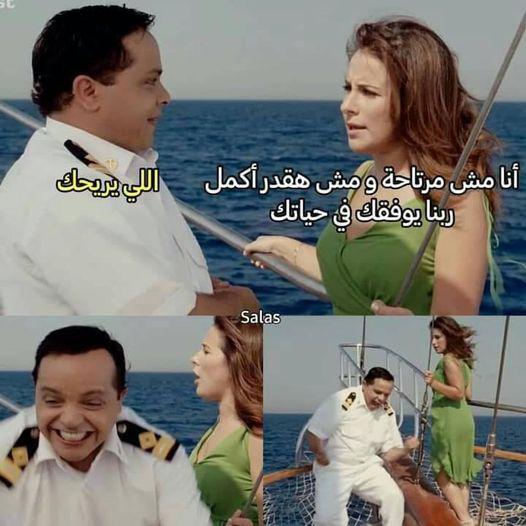 أنا مش مرتاحة و مش هقدر أكمل
ربنا يوفقك في حياتك
اللي يريحك
Salas